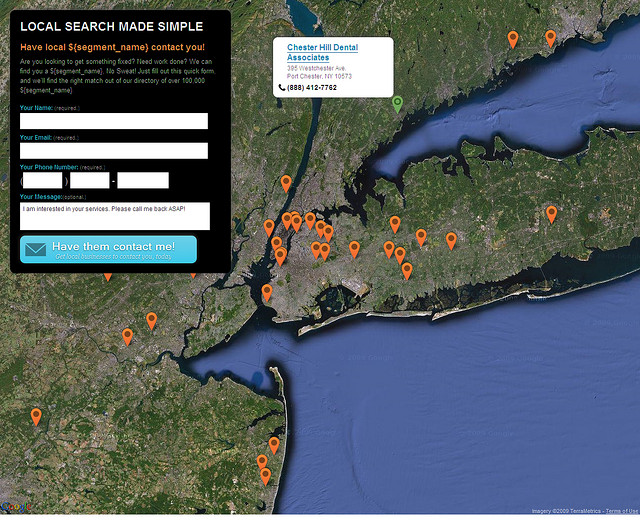 LOCAL SEARCH MADE SIMPLE
Have local ${segment_name} contact you!
Are you looking to get something fixed? Need work done? We can
find you a ${segment_name}. No Sweat! Just fill out this quick form,
and we'll find the right match out of our directory of over 100,000
${segment_name}
Your Name: (required.)
Your Email: (required.)
Your Phone Number: (required.)
( ) -
Your Message(optional.)
I am interested in your services. Please call me back ASAP!
Have them contact me!
Get local businesses to contact you, today.
Chester Hill Dental
Associates
395 Westchester Ave.
Port Chester, NY 10573
(888) 412-7762
Imagery ©2009 TerraMetrics - Terms of Use